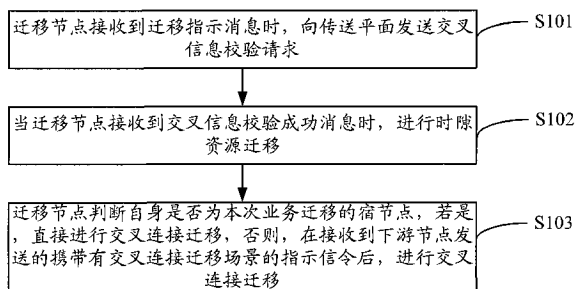 迁移节点接收到迁移指示消息时，向传送平面发送交叉
信息校验请求
S101
当迁移节点接收到交叉信息校验成功消息时，进行时隙
资源迁移
S102
迁移节点判断自身是否为本次业务迁移的宿节点，若是
，直接进行交叉连接迁移，否则，在接收到下游节点发
送的携带有交叉连接迁移场景的指示信令后，进行交叉
连接迁移
S103